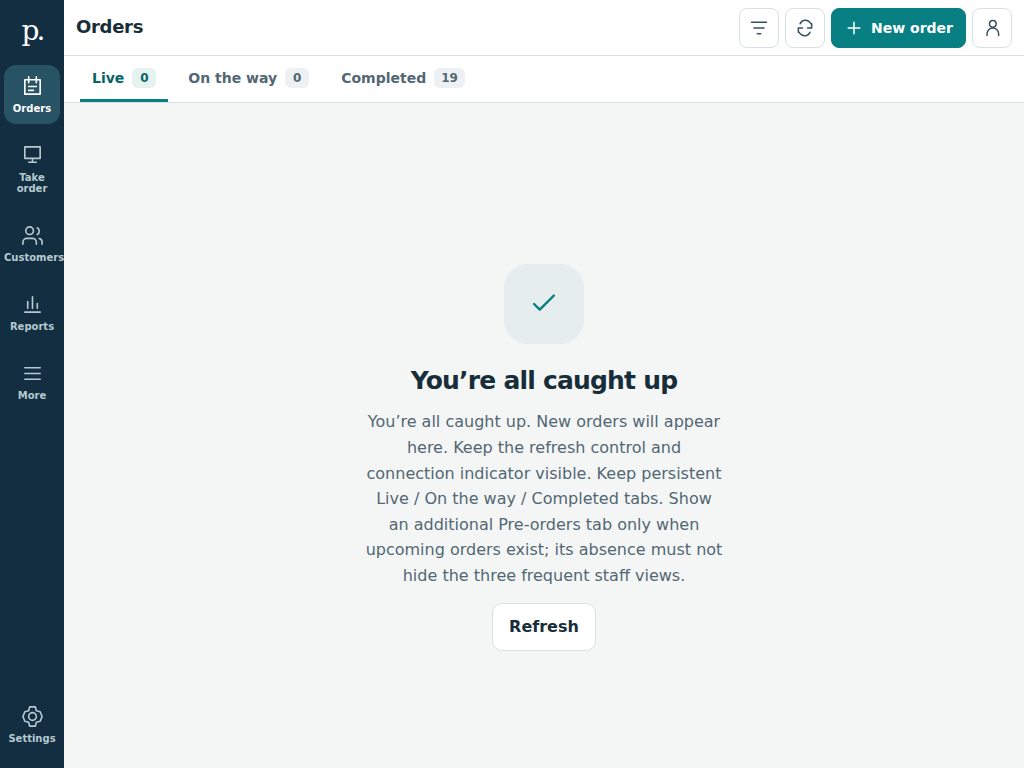 p.
Orders
New order
Orders
Take
order
Customers
Reports
More
Settings
Live 0
On the way 0
Completed 19
You’re all caught up
You’re all caught up. New orders will appear
here. Keep the refresh control and
connection indicator visible. Keep persistent
Live / On the way / Completed tabs. Show
an additional Pre-orders tab only when
upcoming orders exist; its absence must not
hide the three frequent staff views.
Refresh